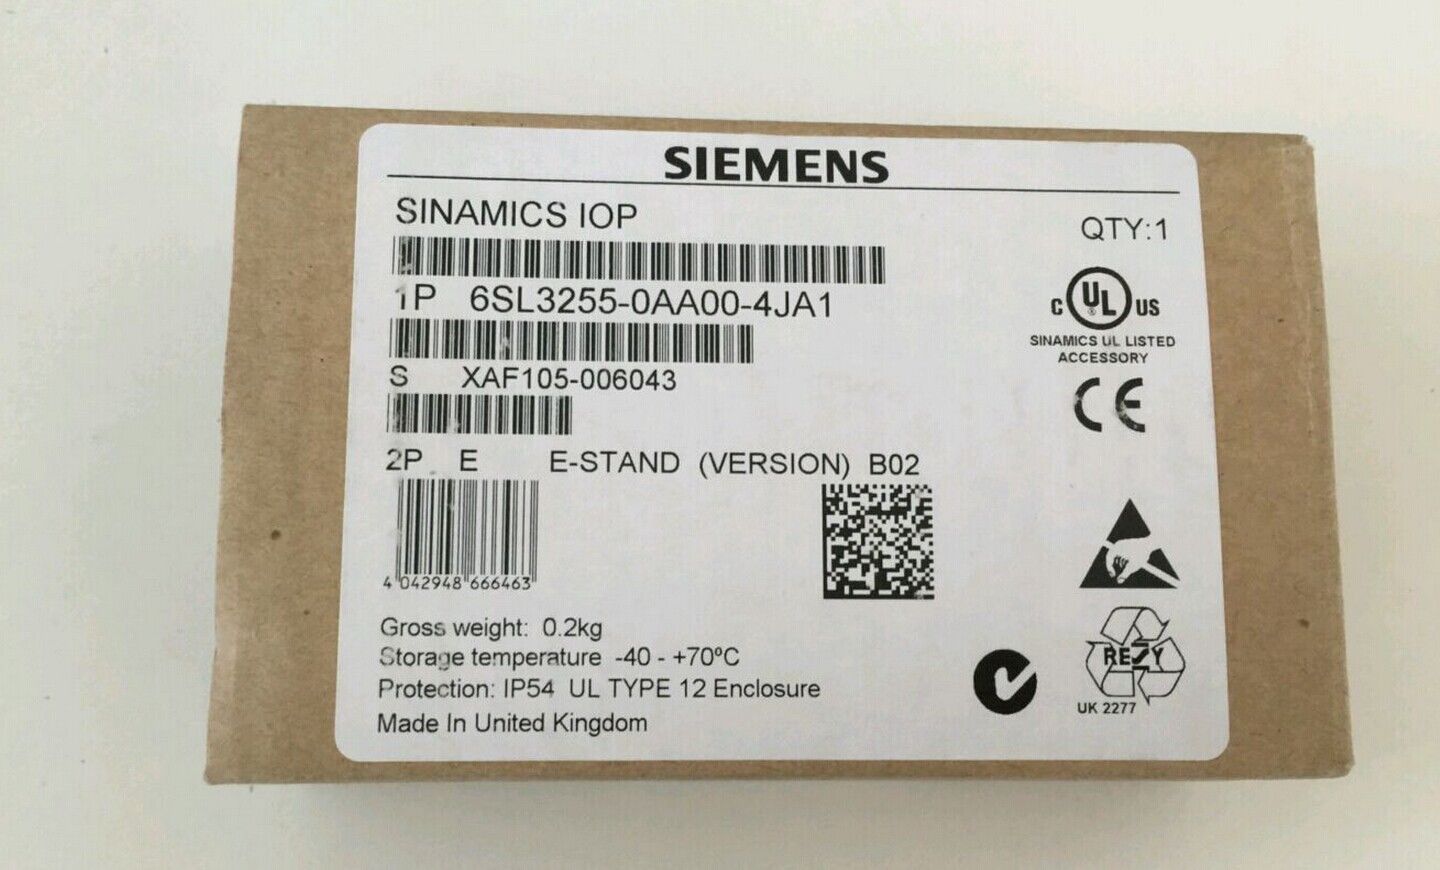 SIEMENS
SINAMICS IOP
QTY:1
1P 6SL3255-0AA00-4JA1
C UL US
®
SINAMICS UL LISTED
ACCESSORY
S XAF105-006043
CE
2P E E-STAND (VERSION) B02
4 042948 666463
Gross weight: 0.2kg
Storage temperature -40 - +70ºC
Protection: IP54 UL TYPE 12 Enclosure
Made In United Kingdom
RESY
UK 2277